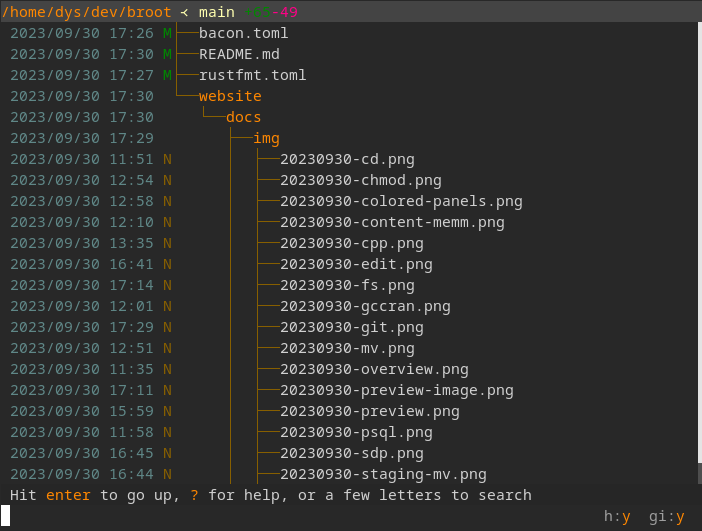 /home/dys/dev/broot ≺ main +85-49
2023/09/30 17:26 M bacon.toml
2023/09/30 17:30 M README.md
2023/09/30 17:27 M rustfmt.toml
2023/09/30 17:30 website
2023/09/30 17:30 docs
2023/09/30 17:29 img
2023/09/30 11:51 N 20230930-cd.png
2023/09/30 12:54 N 20230930-chmod.png
2023/09/30 12:58 N 20230930-colored-panels.png
2023/09/30 12:10 N 20230930-content-memm.png
2023/09/30 13:35 N 20230930-cpp.png
2023/09/30 16:41 N 20230930-edit.png
2023/09/30 17:14 N 20230930-fs.png
2023/09/30 12:01 N 20230930-gccran.png
2023/09/30 17:29 N 20230930-git.png
2023/09/30 12:51 N 20230930-mv.png
2023/09/30 11:35 N 20230930-overview.png
2023/09/30 17:11 N 20230930-preview-image.png
2023/09/30 15:59 N 20230930-preview.png
2023/09/30 11:58 N 20230930-psql.png
2023/09/30 16:45 N 20230930-sdp.png
2023/09/30 16:44 N 20230930-staging-mv.png
Hit enter to go up, ? for help, or a few letters to search
h:y gi:y